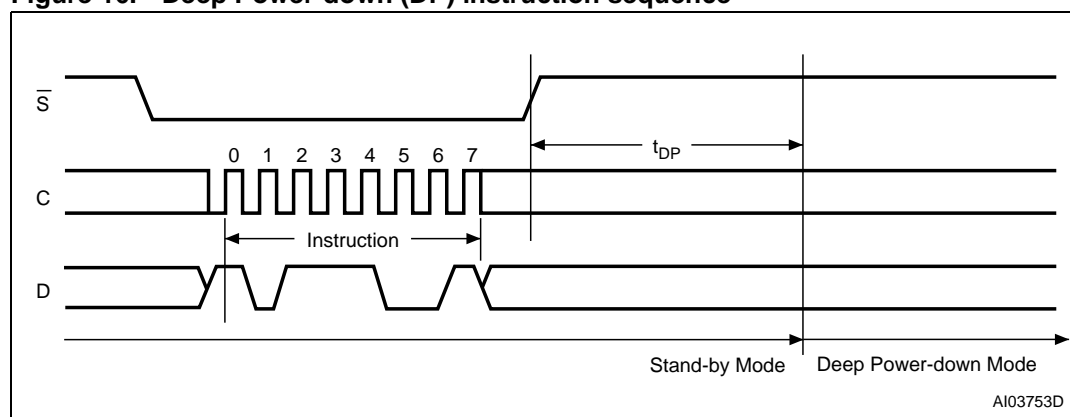 Figure 16. Deep Power-down (DP) instruction sequence
S
0 1 2 3 4 5 6 7
tDP
C
Instruction
D
Stand-by Mode Deep Power-down Mode
AI03753D